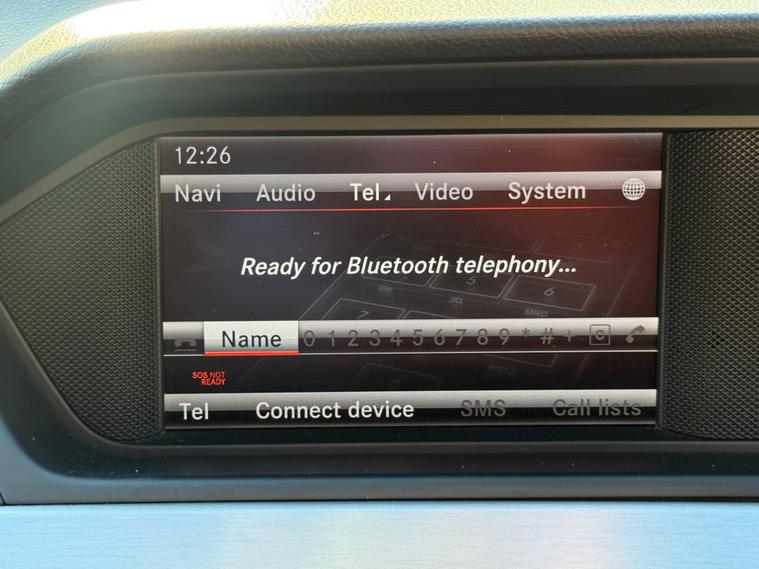 12:26
Navi Audio Tel Video System
Ready for Bluetooth telephony...
Name 0 1 2 3 4 5 6 7 8 9 * # + C
SOS NOT
READY
Tel Connect device SMS Call lists